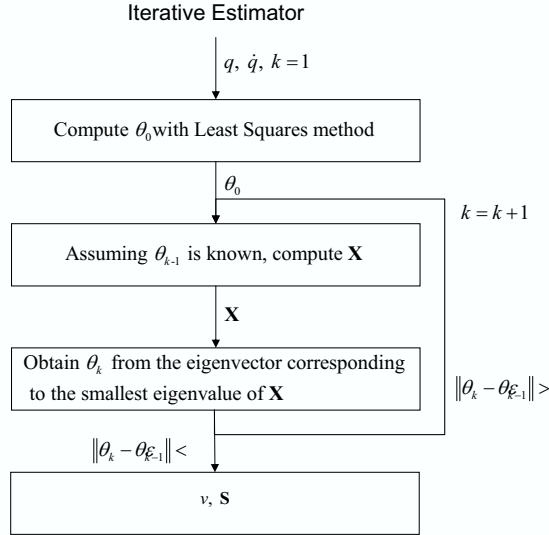 Iterative Estimator
q, q̇, k = 1
Compute θ₀ with Least Squares method
θ₀
k = k + 1
Assuming θₖ₋₁ is known, compute X
X
Obtain θₖ from the eigenvector corresponding
to the smallest eigenvalue of X
‖θₖ − θₖ₋₁‖ > ε
‖θₖ − θₖ₋₁‖ < ε
v, S